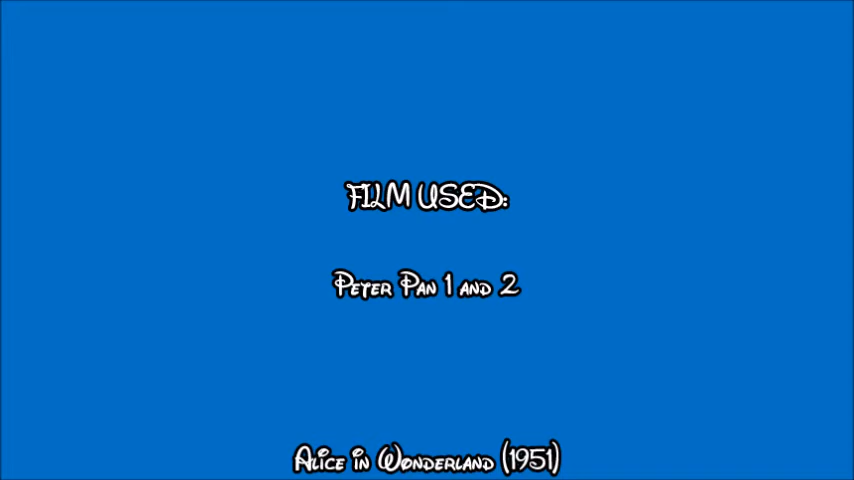 FILM USED:
Peter Pan 1 and 2
Alice in Wonderland (1951)